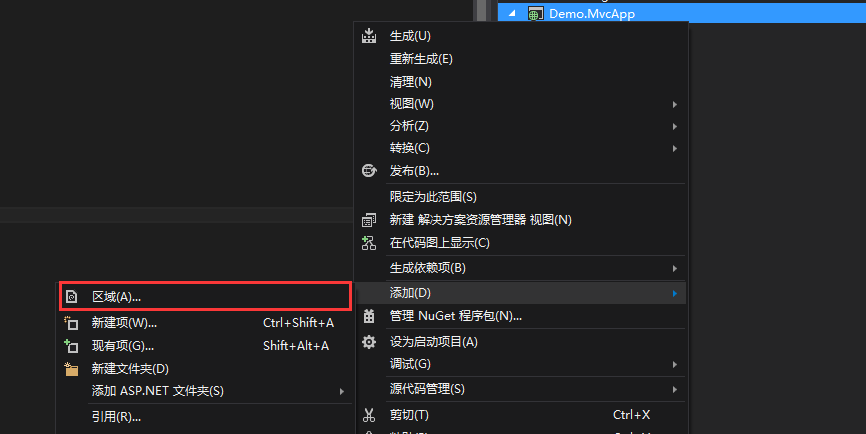 Demo.MvcApp
生成(U)
重新生成(E)
清理(N)
视图(W)
分析(Z)
转换(C)
发布(B)...
限定为此范围(S)
新建 解决方案资源管理器 视图(N)
在代码图上显示(C)
生成依赖项(B)
添加(D)
管理 NuGet 程序包(N)...
设为启动项目(A)
调试(G)
源代码管理(S)
剪切(T) Ctrl+X
区域(A)...
新建项(W)... Ctrl+Shift+A
现有项(G)... Shift+Alt+A
新建文件夹(D)
添加 ASP.NET 文件夹(S)
引用(R)...